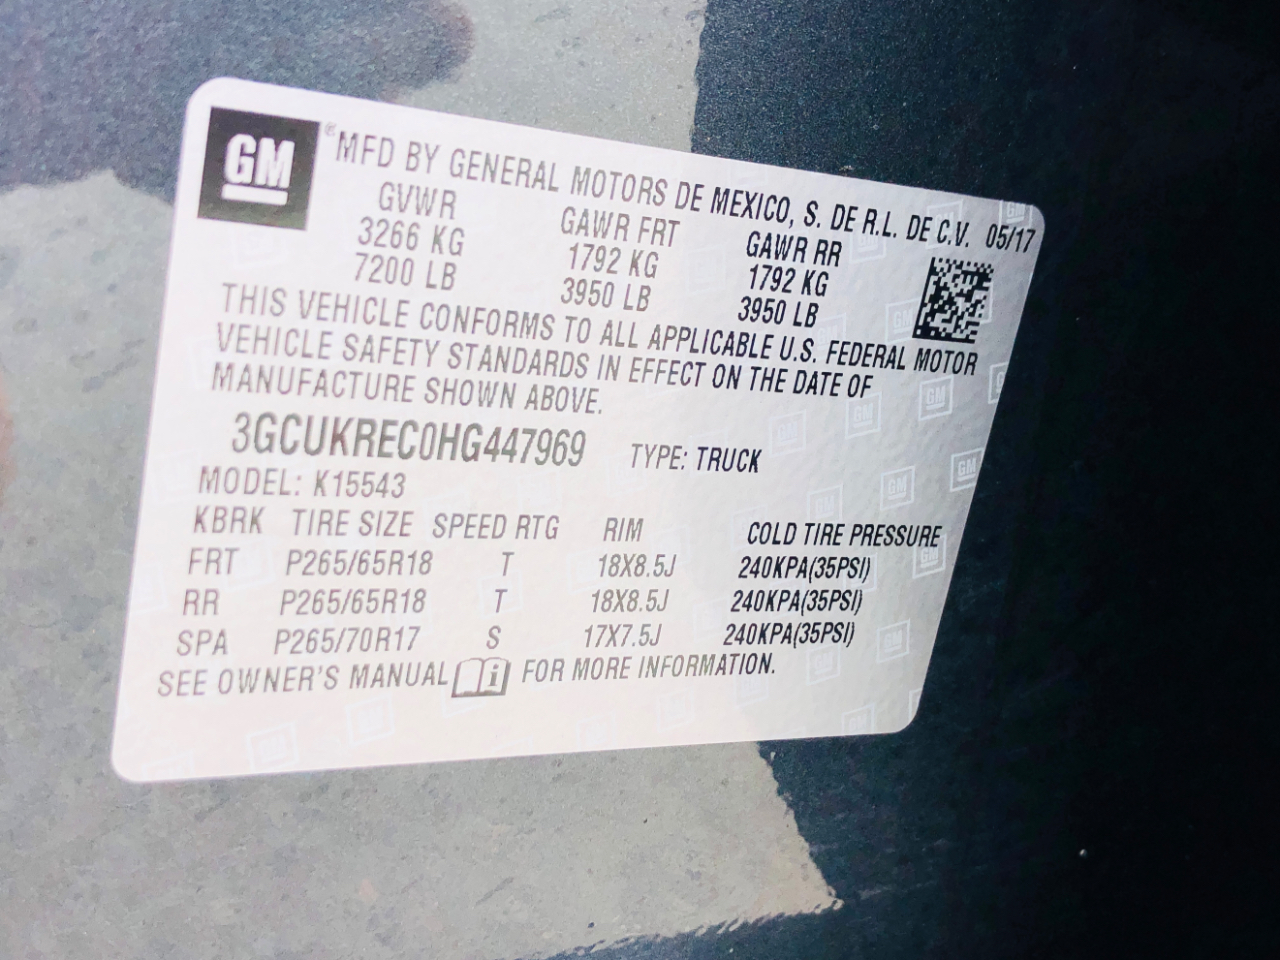 GM
®MFD BY GENERAL MOTORS DE MEXICO, S. DE R.L. DE C.V. 05/17
GVWR GAWR FRT GAWR RR
3266 KG 1792 KG 1792 KG
7200 LB 3950 LB 3950 LB
THIS VEHICLE CONFORMS TO ALL APPLICABLE U.S. FEDERAL MOTOR
VEHICLE SAFETY STANDARDS IN EFFECT ON THE DATE OF
MANUFACTURE SHOWN ABOVE.
3GCUKREC0HG447969 TYPE: TRUCK
MODEL: K15543
KBRK TIRE SIZE SPEED RTG RIM COLD TIRE PRESSURE
FRT P265/65R18 T 18X8.5J 240KPA(35PSI)
RR P265/65R18 T 18X8.5J 240KPA(35PSI)
SPA P265/70R17 S 17X7.5J 240KPA(35PSI)
SEE OWNER'S MANUAL i FOR MORE INFORMATION.